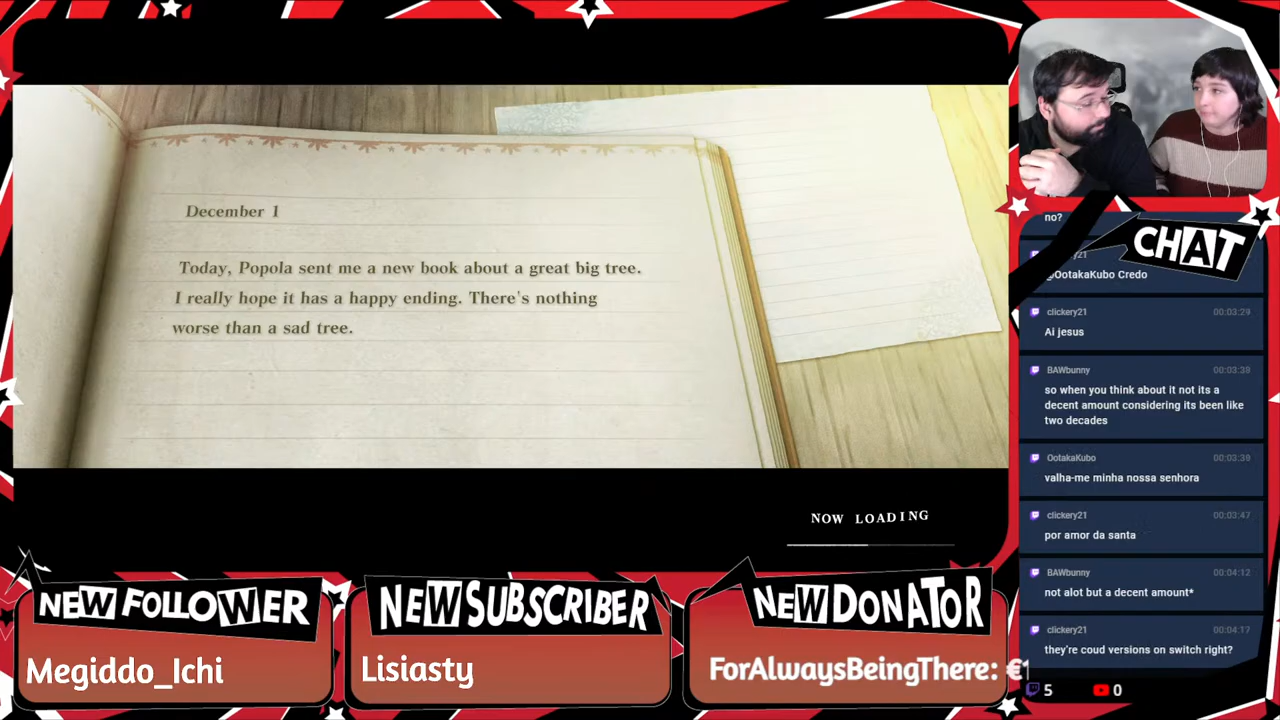 December 1
Today, Popola sent me a new book about a great big tree.
I really hope it has a happy ending. There's nothing
worse than a sad tree.
NOW LOADING
NEW FOLLOWER
Megiddo_Ichi
NEW SUBSCRIBER
Lisiasty
NEW DONATOR
ForAlwaysBeingThere: €
CHAT
no?
@OotakaKubo Credo
clickery21 00:03:29
Ai jesus
BAWbunny 00:03:39
so when you think about it not its a
decent amount considering its been like
two decades
OotakaKubo 00:03:39
valha-me minha nossa senhora
clickery21 00:03:47
por amor da santa
BAWbunny 00:04:12
not alot but a decent amount*
clickery21 00:04:17
they're coud versions on switch right?
5 0